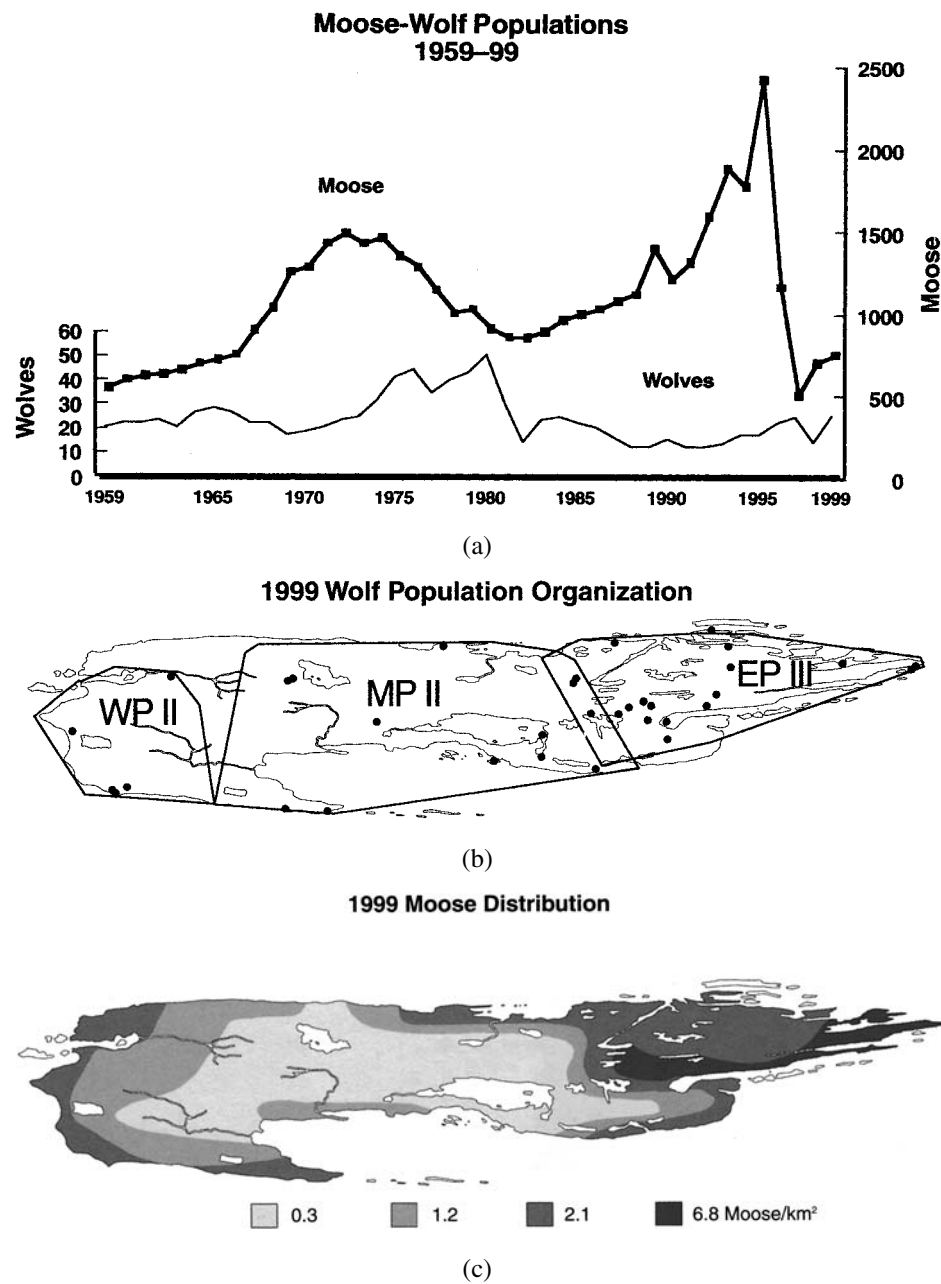 Moose-Wolf Populations
1959–99
Moose
Wolves
Wolves
60
50
40
30
20
10
0
2500
2000
1500
1000
500
0
Moose
1959
1965
1970
1975
1980
1985
1990
1995
1999
(a)
1999 Wolf Population Organization
WP II
MP II
EP III
(b)
1999 Moose Distribution
0.3
1.2
2.1
6.8 Moose/km²
(c)